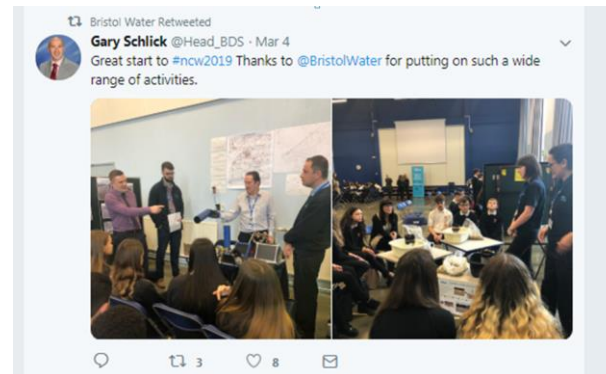 Bristol Water Retweeted
Gary Schlick @Head_BDS · Mar 4
Great start to #ncw2019 Thanks to @BristolWater for putting on such a wide
range of activities.
3 8